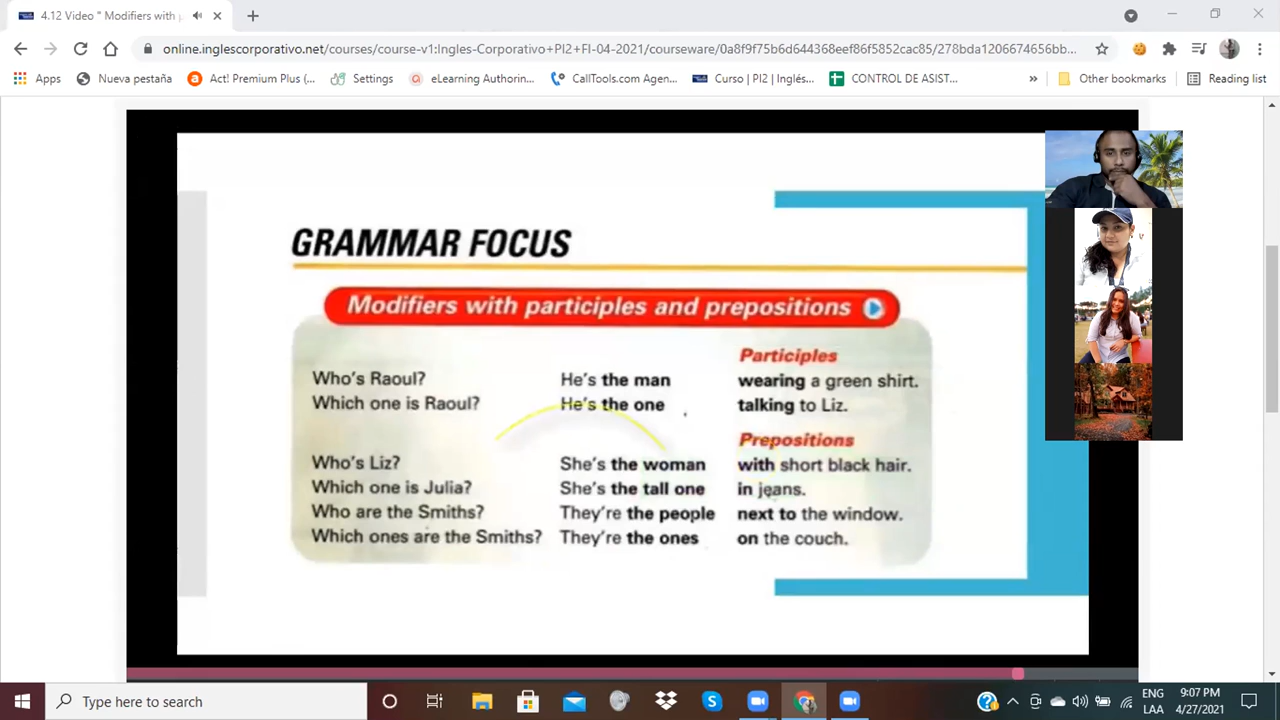 4.12 Video " Modifiers with
online.inglescorporativo.net/courses/course-v1:Ingles-Corporativo+PI2+FI-04-2021/courseware/0a8f9f75b6d644368eef86f5852cac85/278bda1206674656bb...
Apps Nueva pestaña Act! Premium Plus (... Settings eLearning Authorin... CallTools.com Agen... Curso | PI2 | Inglés... CONTROL DE ASIST... » Other bookmarks Reading list
GRAMMAR FOCUS
Modifiers with participles and prepositions
Participles
Who's Raoul? He's the man wearing a green shirt.
Which one is Raoul? He's the one talking to Liz.
Prepositions
Who's Liz? She's the woman with short black hair.
Which one is Julia? She's the tall one in jeans.
Who are the Smiths? They're the people next to the window.
Which ones are the Smiths? They're the ones on the couch.
Type here to search
ENG 9:07 PM
LAA 4/27/2021